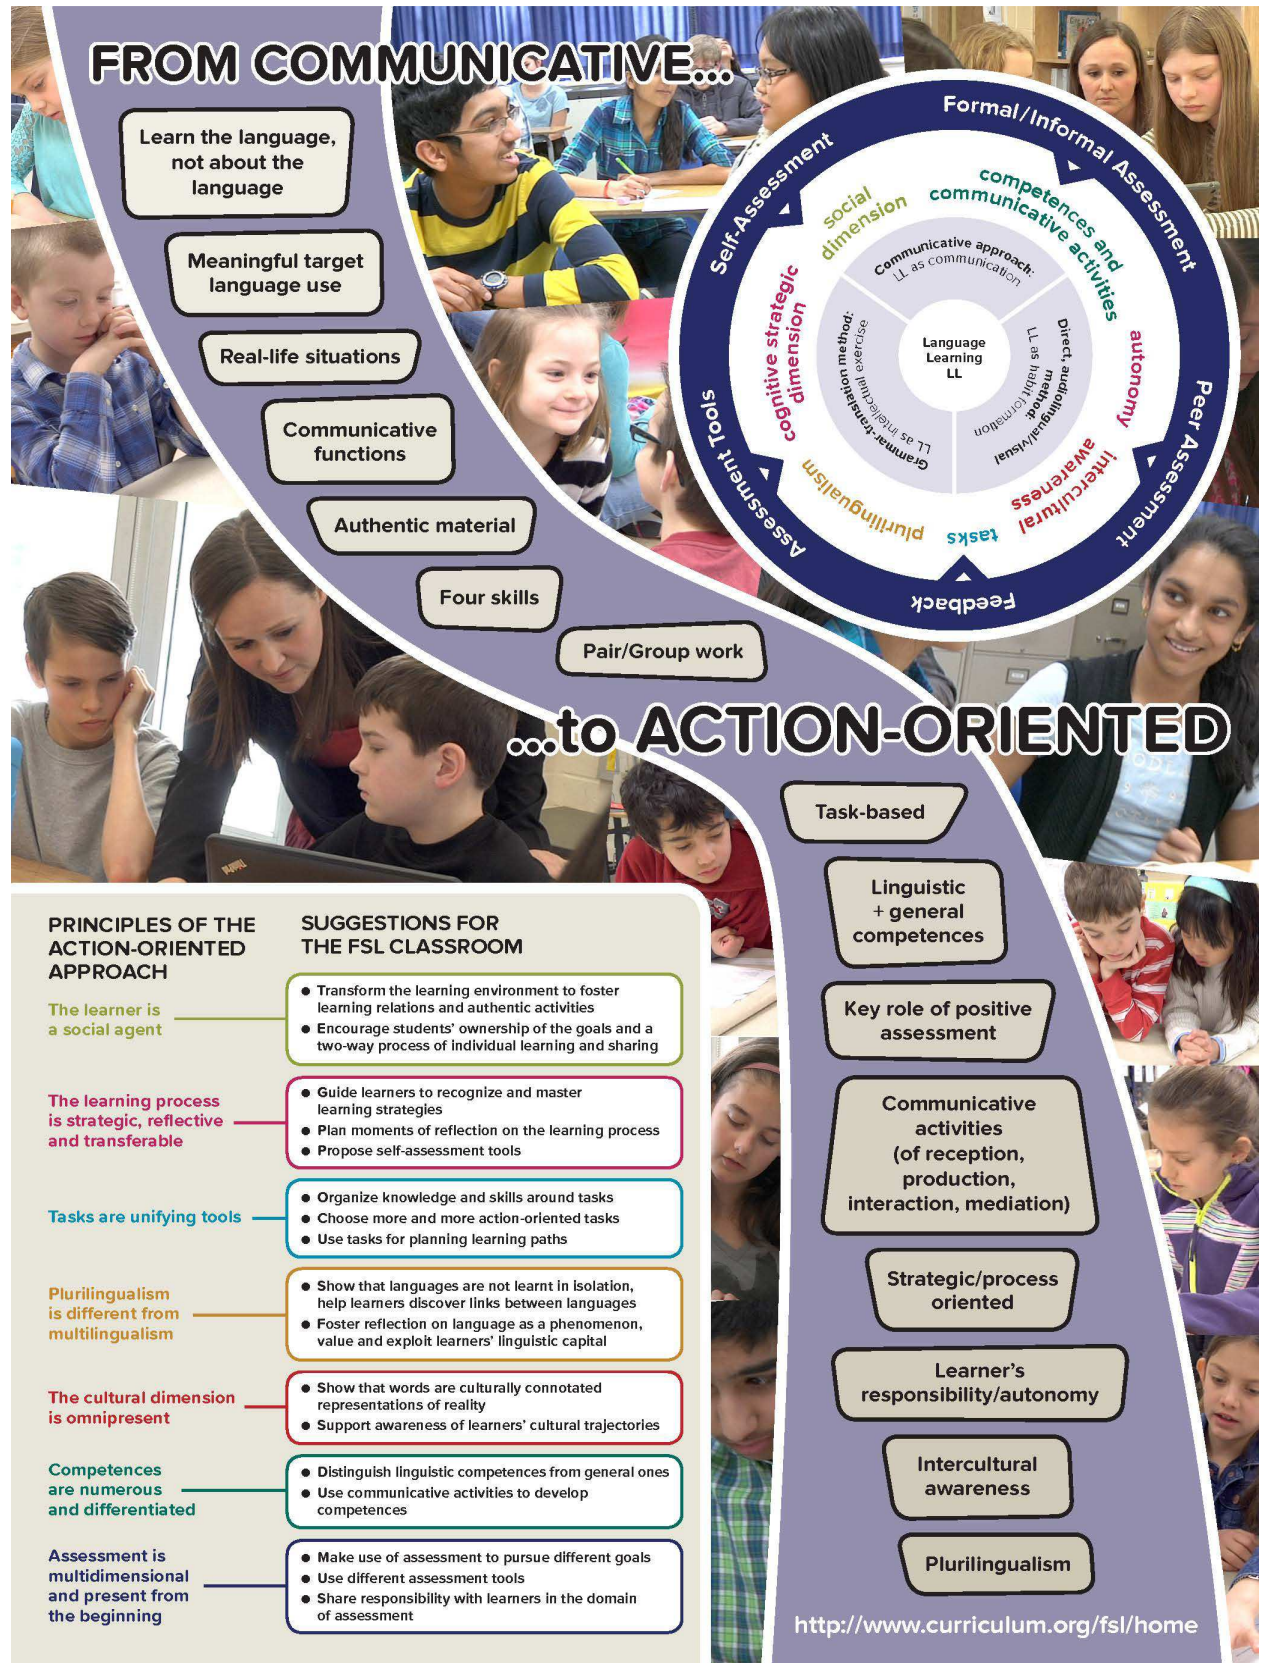 FROM COMMUNICATIVE...
Learn the language,
not about the
language
Meaningful target
language use
Real-life situations
Communicative
functions
Authentic material
Four skills
Pair/Group work
Self-Assessment
Formal/Informal Assessment
Peer Assessment
Feedback
Assessment Tools
social
dimension
competences and
communicative activities
autonomy
intercultural
awareness
tasks
plurilingualism
cognitive strategic
dimension
Communicative approach:
LL as communication
Direct, audiolingual/visual
method:
LL as habit formation
Grammar-translation method:
LL as intellectual exercise
Language
Learning
LL
...to ACTION-ORIENTED
Task-based
Linguistic
+ general
competences
Key role of positive
assessment
Communicative
activities
(of reception,
production,
interaction, mediation)
Strategic/process
oriented
Learner's
responsibility/autonomy
Intercultural
awareness
Plurilingualism
http://www.curriculum.org/fsl/home
PRINCIPLES OF THE
ACTION-ORIENTED
APPROACH
SUGGESTIONS FOR
THE FSL CLASSROOM
The learner is
a social agent
● Transform the learning environment to foster
learning relations and authentic activities
● Encourage students' ownership of the goals and a
two-way process of individual learning and sharing
The learning process
is strategic, reflective
and transferable
● Guide learners to recognize and master
learning strategies
● Plan moments of reflection on the learning process
● Propose self-assessment tools
Tasks are unifying tools
● Organize knowledge and skills around tasks
● Choose more and more action-oriented tasks
● Use tasks for planning learning paths
Plurilingualism
is different from
multilingualism
● Show that languages are not learnt in isolation,
help learners discover links between languages
● Foster reflection on language as a phenomenon,
value and exploit learners' linguistic capital
The cultural dimension
is omnipresent
● Show that words are culturally connotated
representations of reality
● Support awareness of learners' cultural trajectories
Competences
are numerous
and differentiated
● Distinguish linguistic competences from general ones
● Use communicative activities to develop
competences
Assessment is
multidimensional
and present from
the beginning
● Make use of assessment to pursue different goals
● Use different assessment tools
● Share responsibility with learners in the domain
of assessment